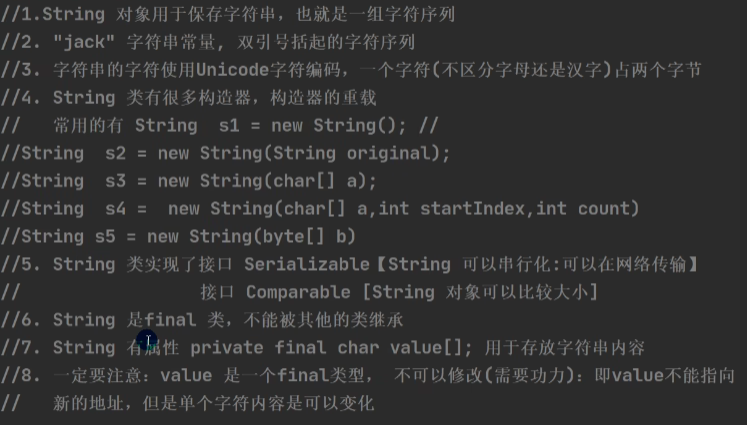 //1.String 对象用于保存字符串，也就是一组字符序列
//2. "jack" 字符串常量, 双引号括起的字符序列
//3. 字符串的字符使用Unicode字符编码，一个字符(不区分字母还是汉字)占两个字节
//4. String 类有很多构造器，构造器的重载
//   常用的有 String  s1 = new String(); //
//String  s2 = new String(String original);
//String  s3 = new String(char[] a);
//String  s4 =  new String(char[] a,int startIndex,int count)
//String s5 = new String(byte[] b)
//5. String 类实现了接口 Serializable【String 可以串行化:可以在网络传输】
//                 接口 Comparable [String 对象可以比较大小]
//6. String 是final 类，不能被其他的类继承
//7. String 有属性 private final char value[]; 用于存放字符串内容
//8. 一定要注意：value 是一个final类型， 不可以修改(需要功力)：即value不能指向
//   新的地址，但是单个字符内容是可以变化